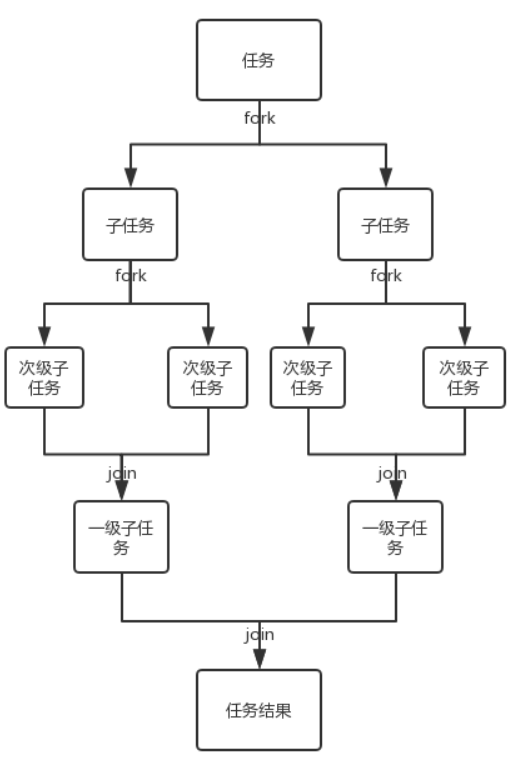 任务
fork
子任务
子任务
fork
fork
次级子
任务
次级子
任务
次级子
任务
次级子
任务
join
join
一级子任
务
一级子任
务
join
任务结果